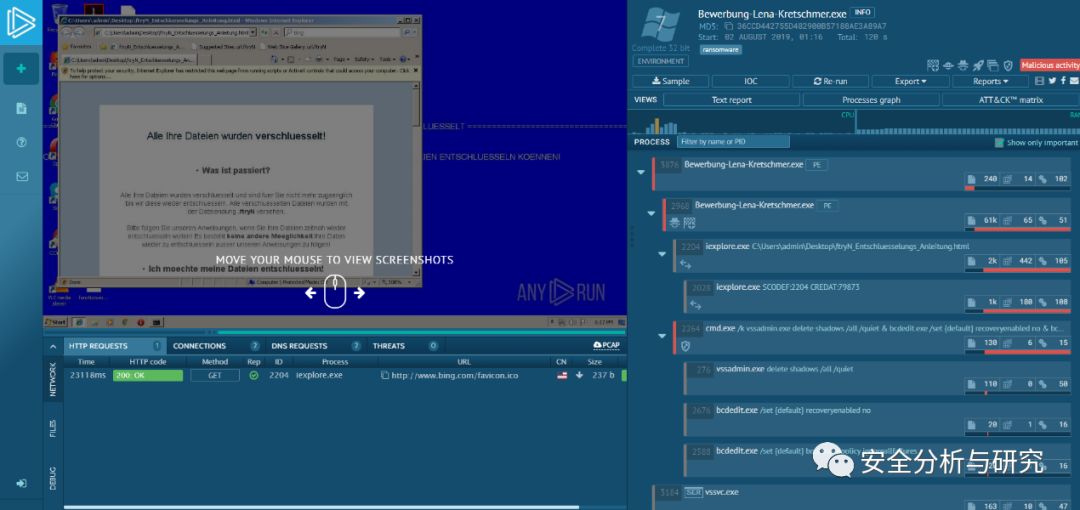 C:\Users\admin\Desktop\ftryN_Entschluesselungs_Anleitung.html - Windows Internet Explorer
Favorites
Suggested Sites
Web Slice Gallery
To help protect your security, Internet Explorer has restricted this webpage from running scripts or ActiveX controls that could access your computer. Click here for options...
Alle Ihre Dateien wurden verschluesselt!
• Was ist passiert?
Alle Ihre Dateien wurden verschluesselt und sind fuer Sie nicht mehr zugaenglich
bis wir diese wieder entschluesseln. Alle verschluesselten Dateien wurden mit
der Dateiendung .ftryN versehen.
Bitte folgen Sie unseren Anweisungen, wenn Sie Ihre Dateien zeitnah wieder
entschluesseln wollen! Es besteht keine andere Moeglichkeit Ihre Daten
wieder zu entschluesseln ausser unseren Anweisungen zu folgen!
• Ich moechte meine Dateien entschluesseln!
ENTSCHLUESSELN KOENNEN!
MOVE YOUR MOUSE TO VIEW SCREENSHOTS
ANY RUN
Start
HTTP REQUESTS 1 CONNECTIONS 2 DNS REQUESTS 2 THREATS 0 PCAP
Time HTTP code Method Rep ID Process URL CN Size
23118ms 200: OK GET 2204 iexplore.exe http://www.bing.com/favicon.ico 237 b
NETWORK
FILES
DEBUG
7
Complete 32 bit
ENVIRONMENT
Bewerbung-Lena-Kretschmer.exe INFO
MD5: 36CCD442755D482900B57188AE3A89A7
Start: 02 AUGUST 2019, 01:16 Total: 120 s
ransomware
Malicious activity
Sample IOC Re-run Export Reports
VIEWS Text report Processes graph ATT&CK™ matrix
CPU RAM
PROCESS Filter by name or PID Show only important
3876 Bewerbung-Lena-Kretschmer.exe PE
240 14 102
2968 Bewerbung-Lena-Kretschmer.exe PE
61k 65 51
2204 iexplore.exe C:\Users\admin\Desktop\ftryN_Entschluesselungs_Anleitung.html
2k 442 105
2028 iexplore.exe SCODEF:2204 CREDAT:79873
1k 180 100
2264 cmd.exe /k vssadmin.exe delete shadows /all /quiet & bcdedit.exe /set {default} recoveryenabled no & bc...
130 6 15
276 vssadmin.exe delete shadows /all /quiet
110 0 50
2676 bcdedit.exe /set {default} recoveryenabled no
20 1 16
2588 bcdedit.exe /set {default}
16
安全分析与研究
3184 SER vssvc.exe
163 10 47